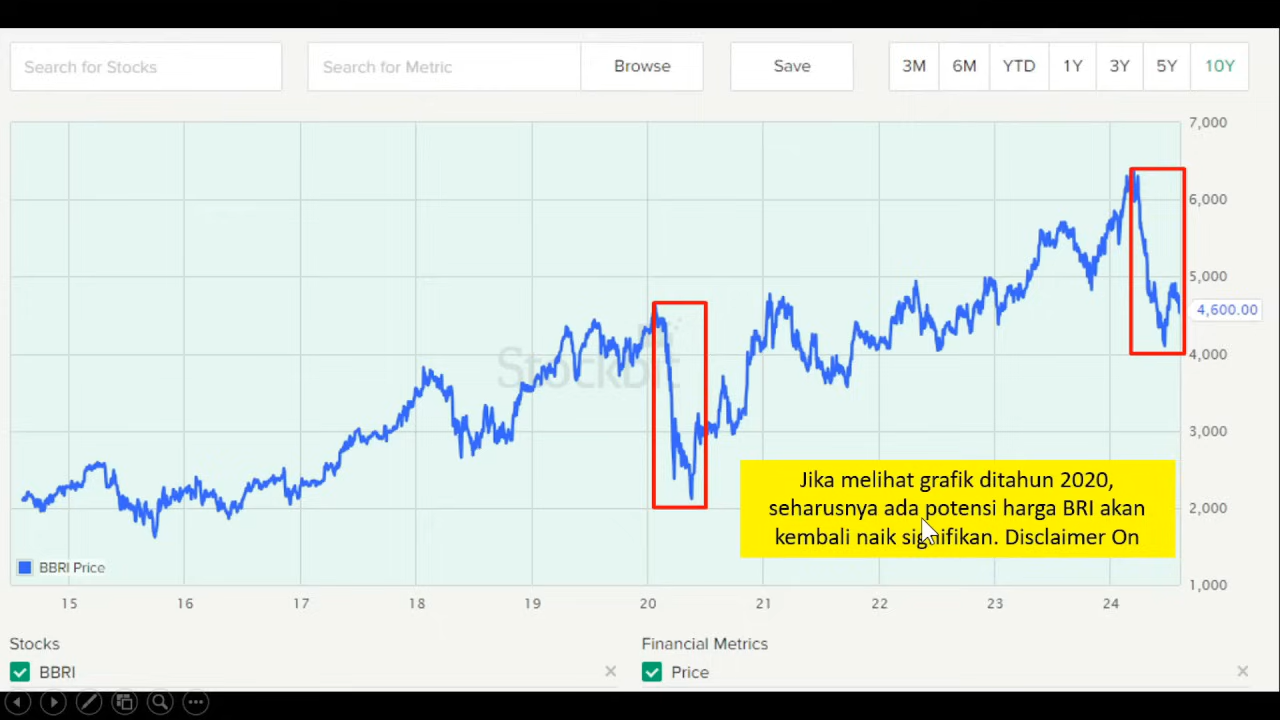 Search for Stocks
Search for Metric
Browse
Save
3M
6M
YTD
1Y
3Y
5Y
10Y
7,000
6,000
5,000
4,600.00
4,000
3,000
2,000
1,000
Stockbit
Jika melihat grafik ditahun 2020,
seharusnya ada potensi harga BRI akan
kembali naik signifikan. Disclaimer On
BBRI Price
15
16
17
18
19
20
21
22
23
24
Stocks
Financial Metrics
BBRI
Price